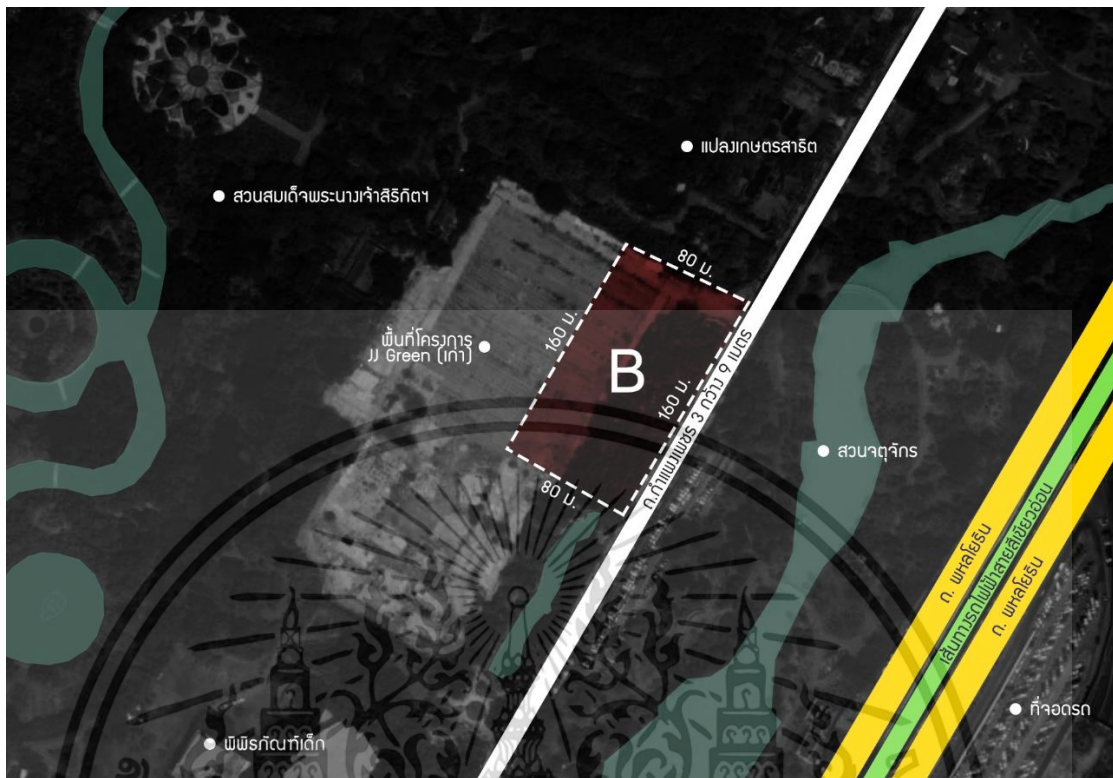 แปลงเกษตรสาธิต
สวนสมเด็จพระนางเจ้าสิริกิตฯ
80 ม.
160 ม.
พื้นที่โครงการ
JJ Green (เก่า)
B
160 ม.
ถ.กำแพงเพชร 3 กว้าง 9 เมตร
80 ม.
สวนจตุจักร
ถ. พหลโยธิน
เส้นทางรถไฟฟ้าสายสีเขียวอ่อน
ถ. พหลโยธิน
ที่จอดรถ
พิพิธภัณฑ์เด็ก